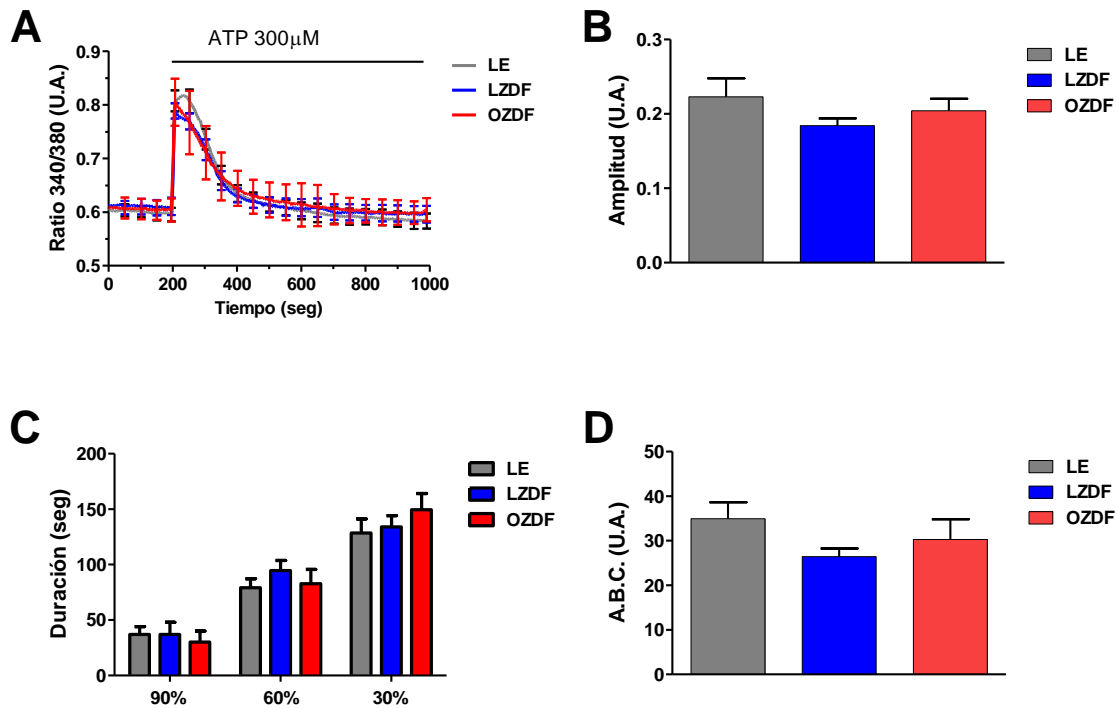 A
ATP 300μM
Ratio 340/380 (U.A.)
0.9
0.8
0.7
0.6
0.5
0 200 400 600 800 1000
Tiempo (seg)
LE
LZDF
OZDF
B
Amplitud (U.A.)
0.3
0.2
0.1
0.0
LE
LZDF
OZDF
C
Duración (seg)
200
150
100
50
0
90% 60% 30%
LE
LZDF
OZDF
D
A.B.C. (U.A.)
50
40
30
20
10
0
LE
LZDF
OZDF